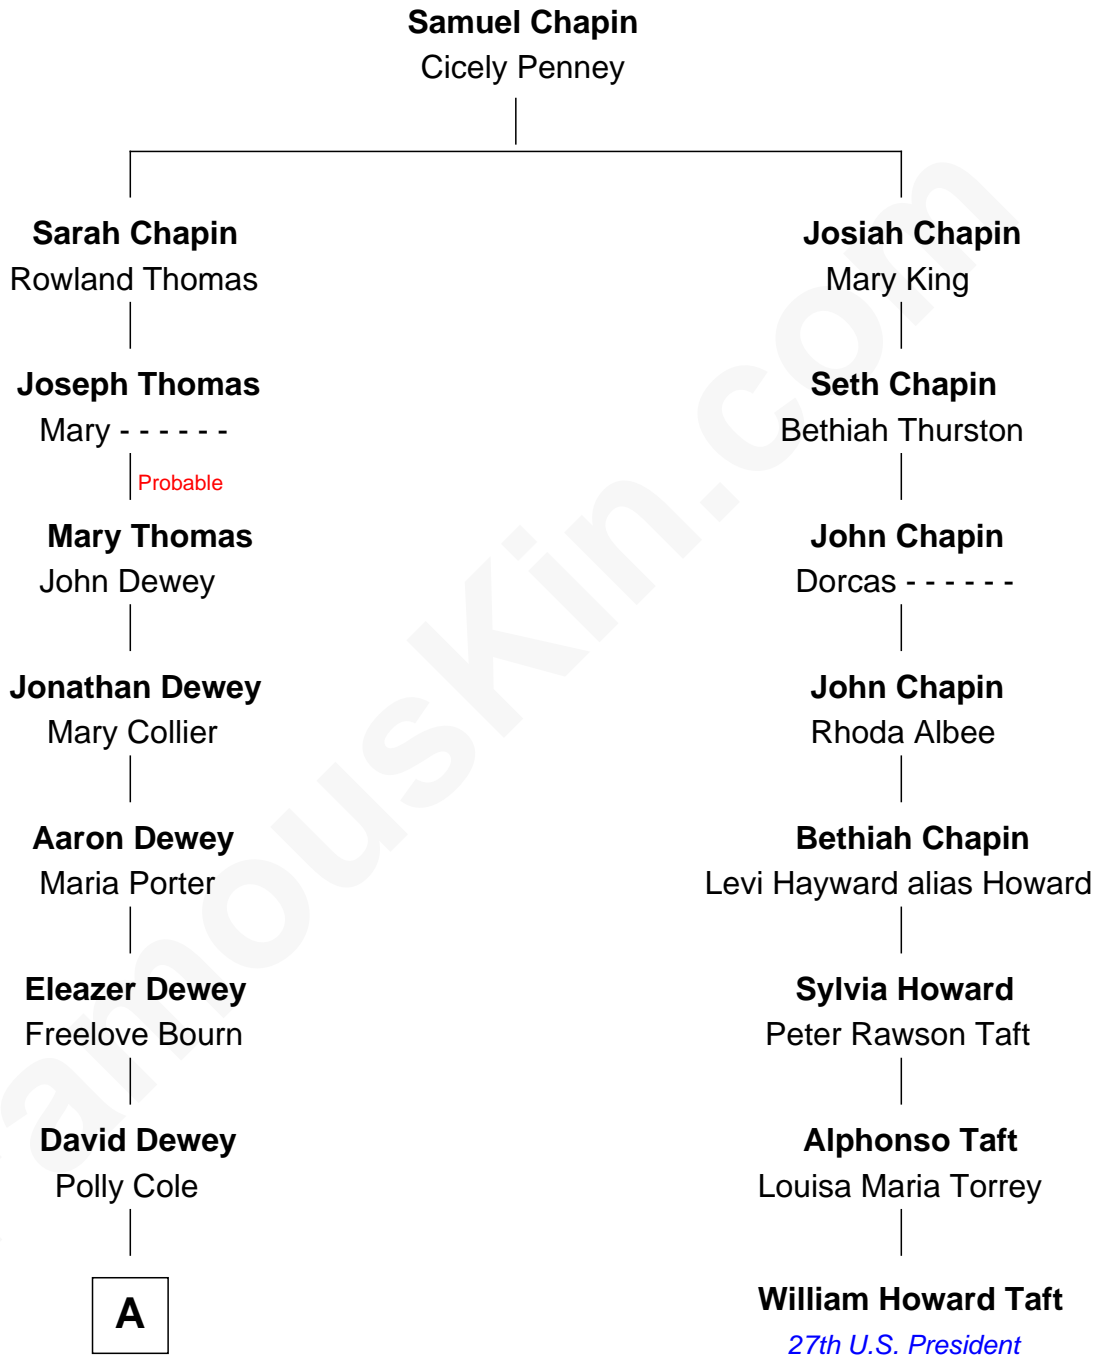 Samuel Chapin
Cicely Penney
Sarah Chapin
Rowland Thomas
Josiah Chapin
Mary King
Joseph Thomas
Mary - - - - - -
Seth Chapin
Bethiah Thurston
Probable
Mary Thomas
John Dewey
John Chapin
Dorcas - - - - - -
Jonathan Dewey
Mary Collier
John Chapin
Rhoda Albee
Aaron Dewey
Maria Porter
Bethiah Chapin
Levi Hayward alias Howard
Eleazer Dewey
Freelove Bourn
Sylvia Howard
Peter Rawson Taft
David Dewey
Polly Cole
Alphonso Taft
Louisa Maria Torrey
A
William Howard Taft
27th U.S. President
amousKin.com